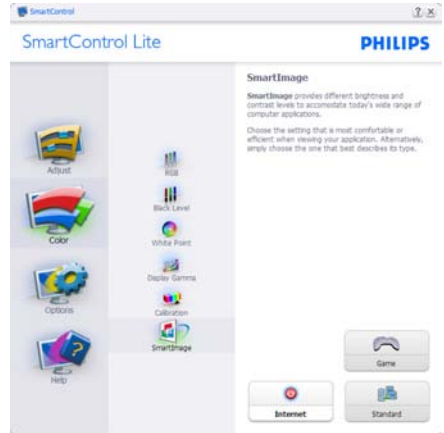 SmartControl
? X
SmartControl Lite
PHILIPS
Adjust
Color
Options
Help
RGB
Black Level
White Point
Display Gamma
Calibration
SmartImage
SmartImage
SmartImage provides different brightness and
contrast levels to accomodate today's wide range of
computer applications.
Choose the setting that is most comfortable or
efficient when viewing your application. Alternatively,
simply choose the one that best describes its type.
Game
Internet
Standard